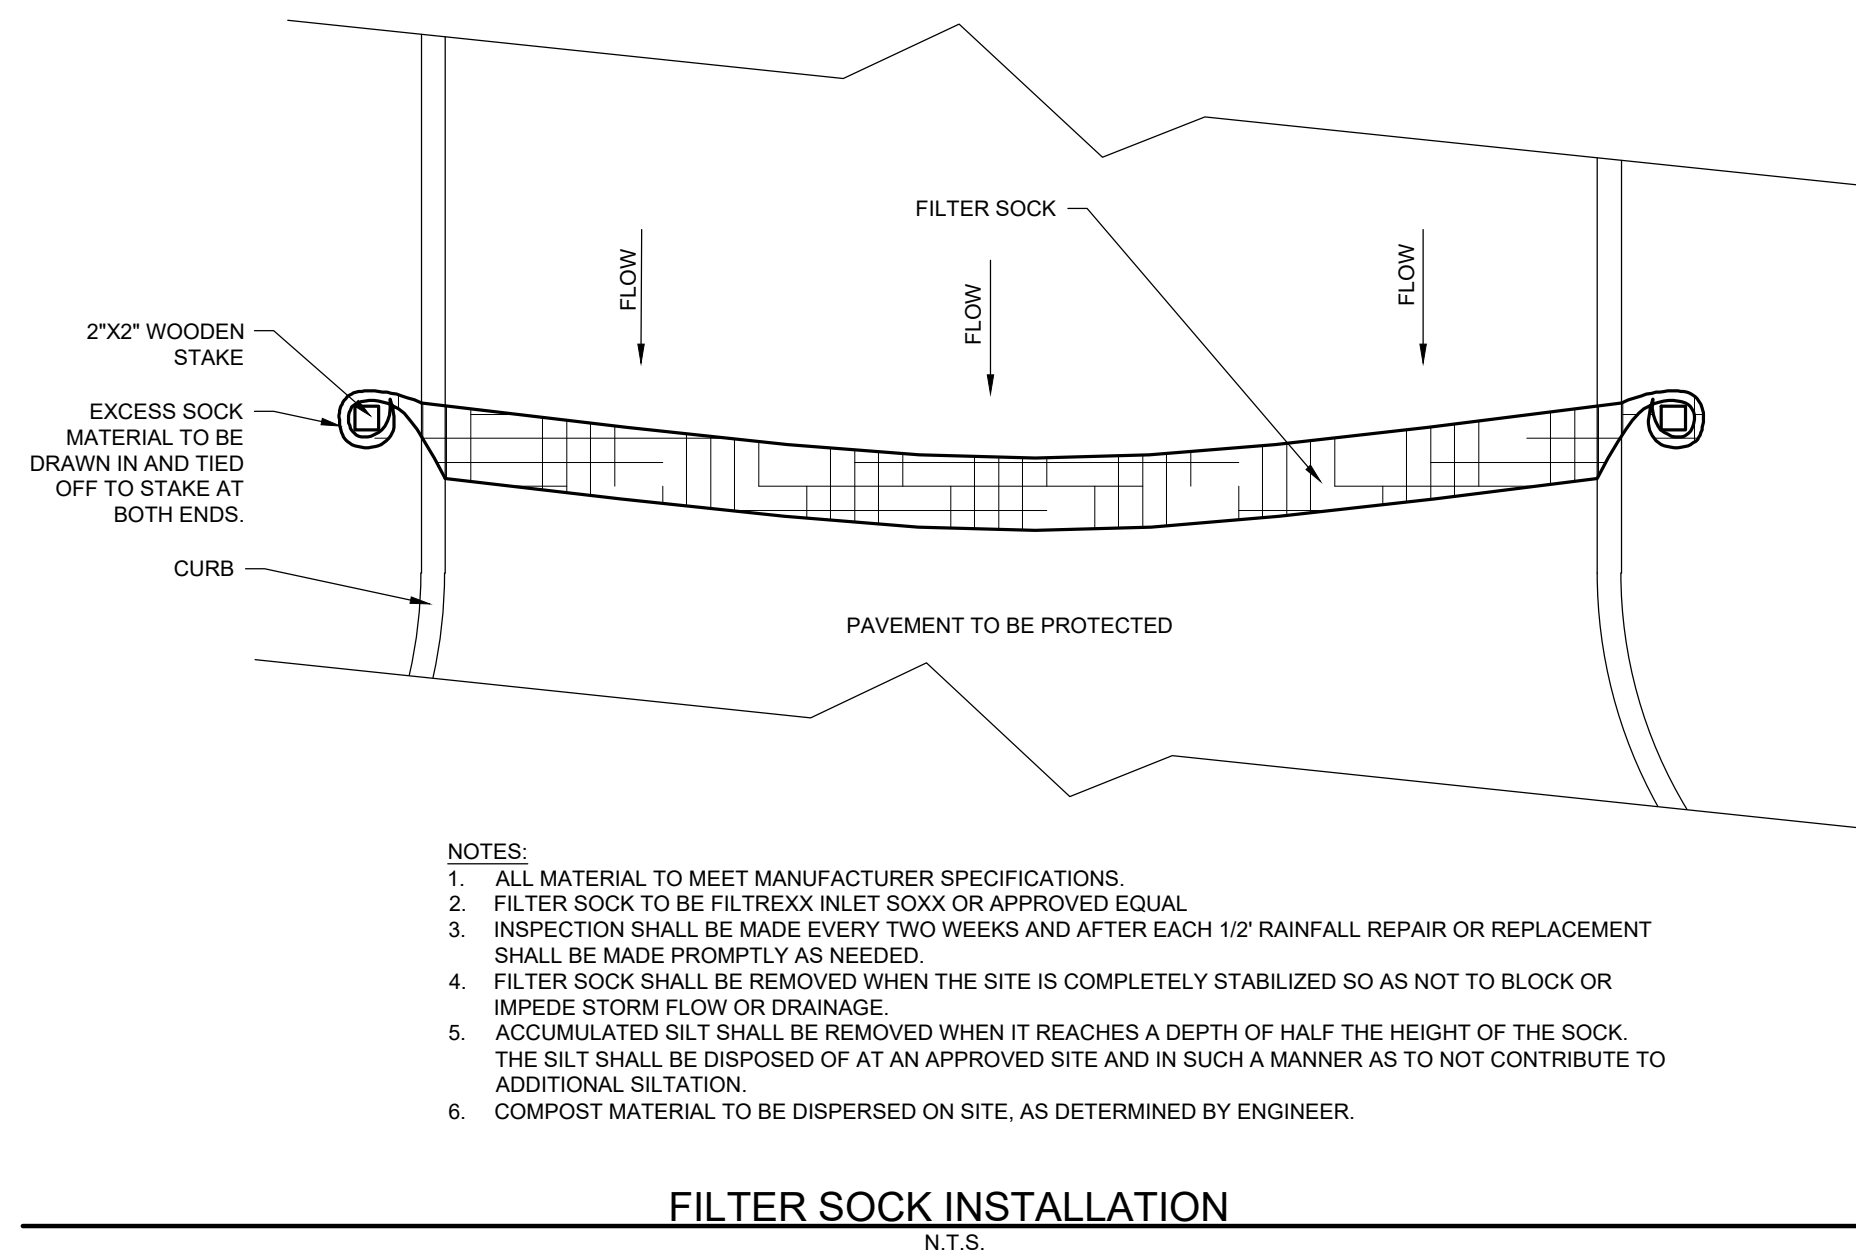 FILTER SOCK
FLOW
FLOW
FLOW
2"X2" WOODEN
STAKE
EXCESS SOCK
MATERIAL TO BE
DRAWN IN AND TIED
OFF TO STAKE AT
BOTH ENDS.
CURB
PAVEMENT TO BE PROTECTED
NOTES:
1. ALL MATERIAL TO MEET MANUFACTURER SPECIFICATIONS.
2. FILTER SOCK TO BE FILTREXX INLET SOXX OR APPROVED EQUAL
3. INSPECTION SHALL BE MADE EVERY TWO WEEKS AND AFTER EACH 1/2' RAINFALL REPAIR OR REPLACEMENT
SHALL BE MADE PROMPTLY AS NEEDED.
4. FILTER SOCK SHALL BE REMOVED WHEN THE SITE IS COMPLETELY STABILIZED SO AS NOT TO BLOCK OR
IMPEDE STORM FLOW OR DRAINAGE.
5. ACCUMULATED SILT SHALL BE REMOVED WHEN IT REACHES A DEPTH OF HALF THE HEIGHT OF THE SOCK.
THE SILT SHALL BE DISPOSED OF AT AN APPROVED SITE AND IN SUCH A MANNER AS TO NOT CONTRIBUTE TO
ADDITIONAL SILTATION.
6. COMPOST MATERIAL TO BE DISPERSED ON SITE, AS DETERMINED BY ENGINEER.
FILTER SOCK INSTALLATION
N.T.S.